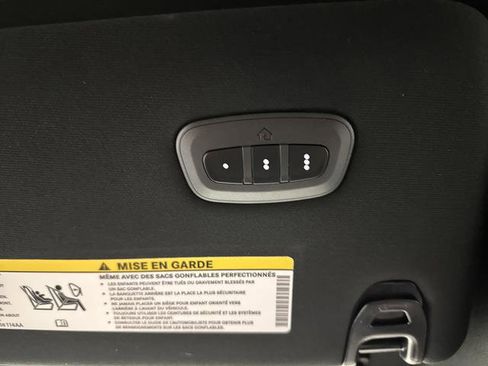 MISE EN GARDE
MÊME AVEC DES SACS GONFLABLES PERFECTIONNÉS
• LES ENFANTS PEUVENT ÊTRE TUÉS OU GRAVEMENT BLESSÉS PAR
UN SAC GONFLABLE.
• LA BANQUETTE ARRIÈRE EST LA PLACE LA PLUS SÉCURITAIRE
POUR LES ENFANTS.
• NE JAMAIS PLACER UN SIÈGE POUR ENFANT ORIENTÉ VERS
L'ARRIÈRE À L'AVANT DU VÉHICULE.
• TOUJOURS UTILISER LES CEINTURES DE SÉCURITÉ ET LES SYSTÈMES
DE RETENUE POUR ENFANTS.
• CONSULTER LE GUIDE DE L'AUTOMOBILISTE POUR OBTENIR PLUS
DE RENSEIGNEMENTS SUR LES SACS GONFLABLES.